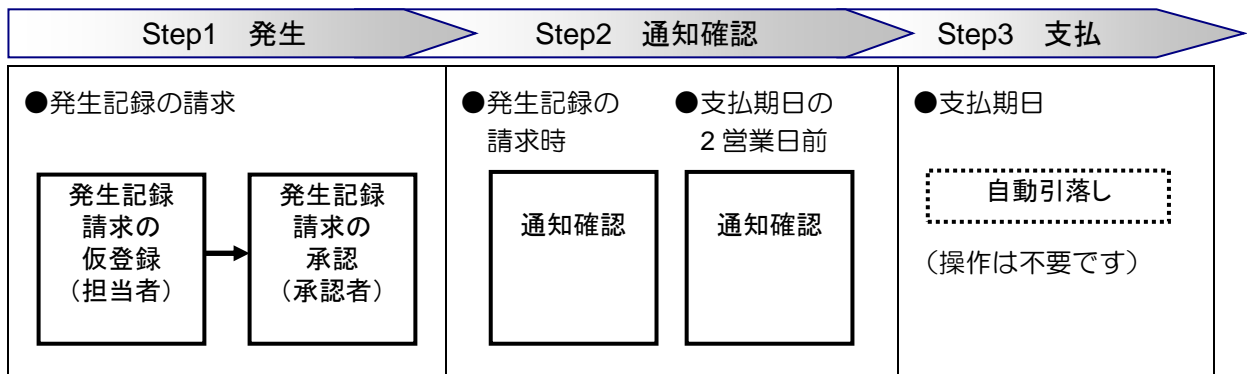 Step1 発生
Step2 通知確認
Step3 支払
●発生記録の請求
発生記録
請求の
仮登録
（担当者）
発生記録
請求の
承認
（承認者）
●発生記録の
請求時
通知確認
●支払期日の
2 営業日前
通知確認
●支払期日
自動引落し
（操作は不要です）